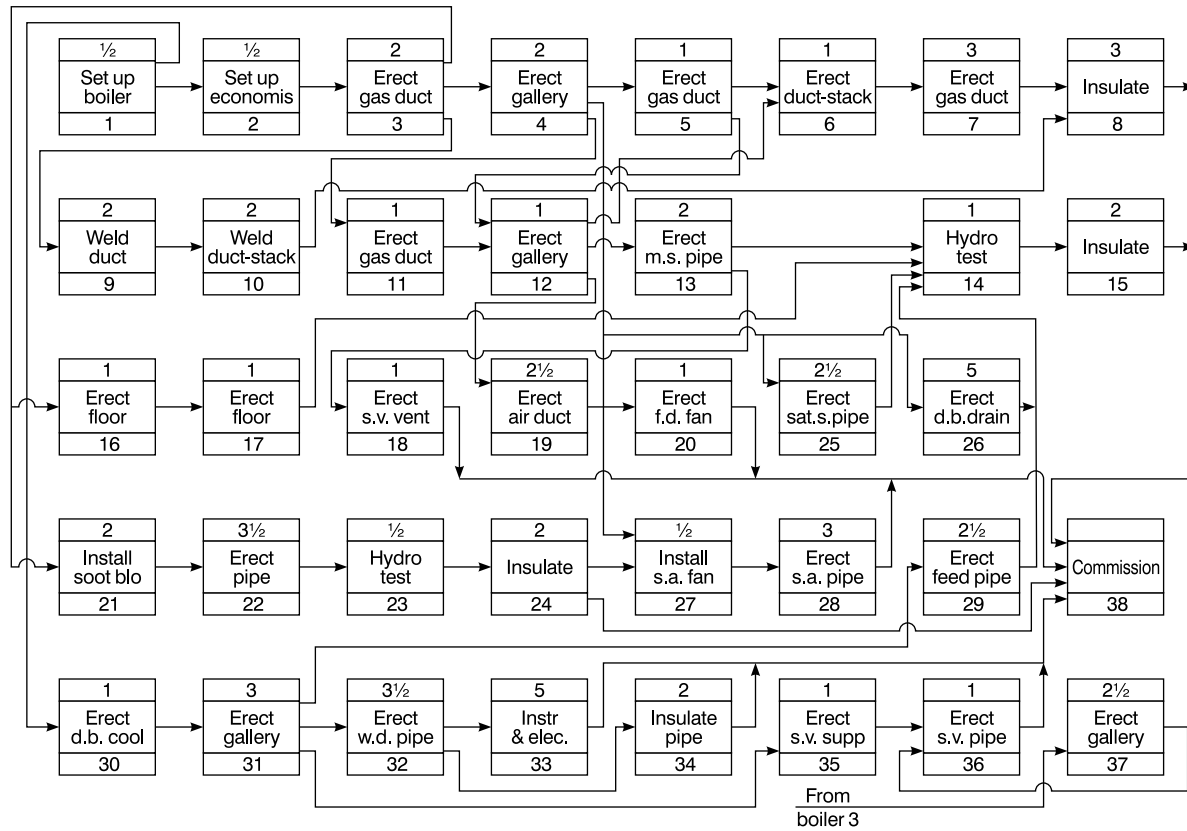 ½
Set up
boiler
1
½
Set up
economis
2
2
Erect
gas duct
3
2
Erect
gallery
4
1
Erect
gas duct
5
1
Erect
duct-stack
6
3
Erect
gas duct
7
3
Insulate
8
2
Weld
duct
9
2
Weld
duct-stack
10
1
Erect
gas duct
11
1
Erect
gallery
12
2
Erect
m.s. pipe
13
1
Hydro
test
14
2
Insulate
15
1
Erect
floor
16
1
Erect
floor
17
1
Erect
s.v. vent
18
2½
Erect
air duct
19
1
Erect
f.d. fan
20
2½
Erect
sat.s.pipe
25
5
Erect
d.b.drain
26
2
Install
soot blo
21
3½
Erect
pipe
22
½
Hydro
test
23
2
Insulate
24
½
Install
s.a. fan
27
3
Erect
s.a. pipe
28
2½
Erect
feed pipe
29
Commission
38
1
Erect
d.b. cool
30
3
Erect
gallery
31
3½
Erect
w.d. pipe
32
5
Instr
& elec.
33
2
Insulate
pipe
34
1
Erect
s.v. supp
35
1
Erect
s.v. pipe
36
2½
Erect
gallery
37
From
boiler 3